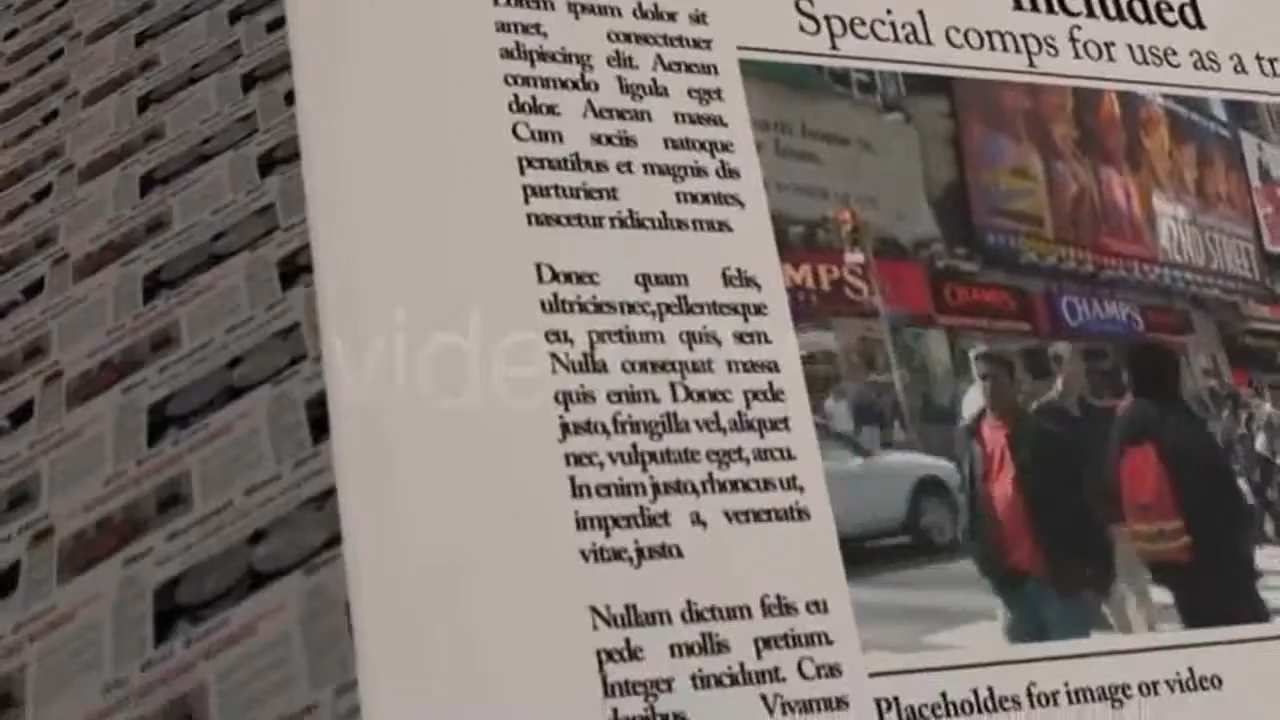 Lorem ipsum dolor sit
amet, consectetuer
adipiscing elit. Aenean
commodo ligula eget
dolor. Aenean massa.
Cum sociis natoque
penatibus et magnis dis
parturient montes,
nascetur ridiculus mus.
Donec quam felis,
ultricies nec, pellentesque
eu, pretium quis, sem.
Nulla consequat massa
quis enim. Donec pede
justo, fringilla vel, aliquet
nec, vulputate eget, arcu.
In enim justo, rhoncus ut,
imperdiet a, venenatis
vitae, justo.
Nullam dictum felis eu
pede mollis pretium.
Integer tincidunt. Cras
dapibus. Vivamus
included
Special comps for use as a tr
42ND STREET
MPS
CHAMPS
CHAMPS
Placeholdes for image or video
vide